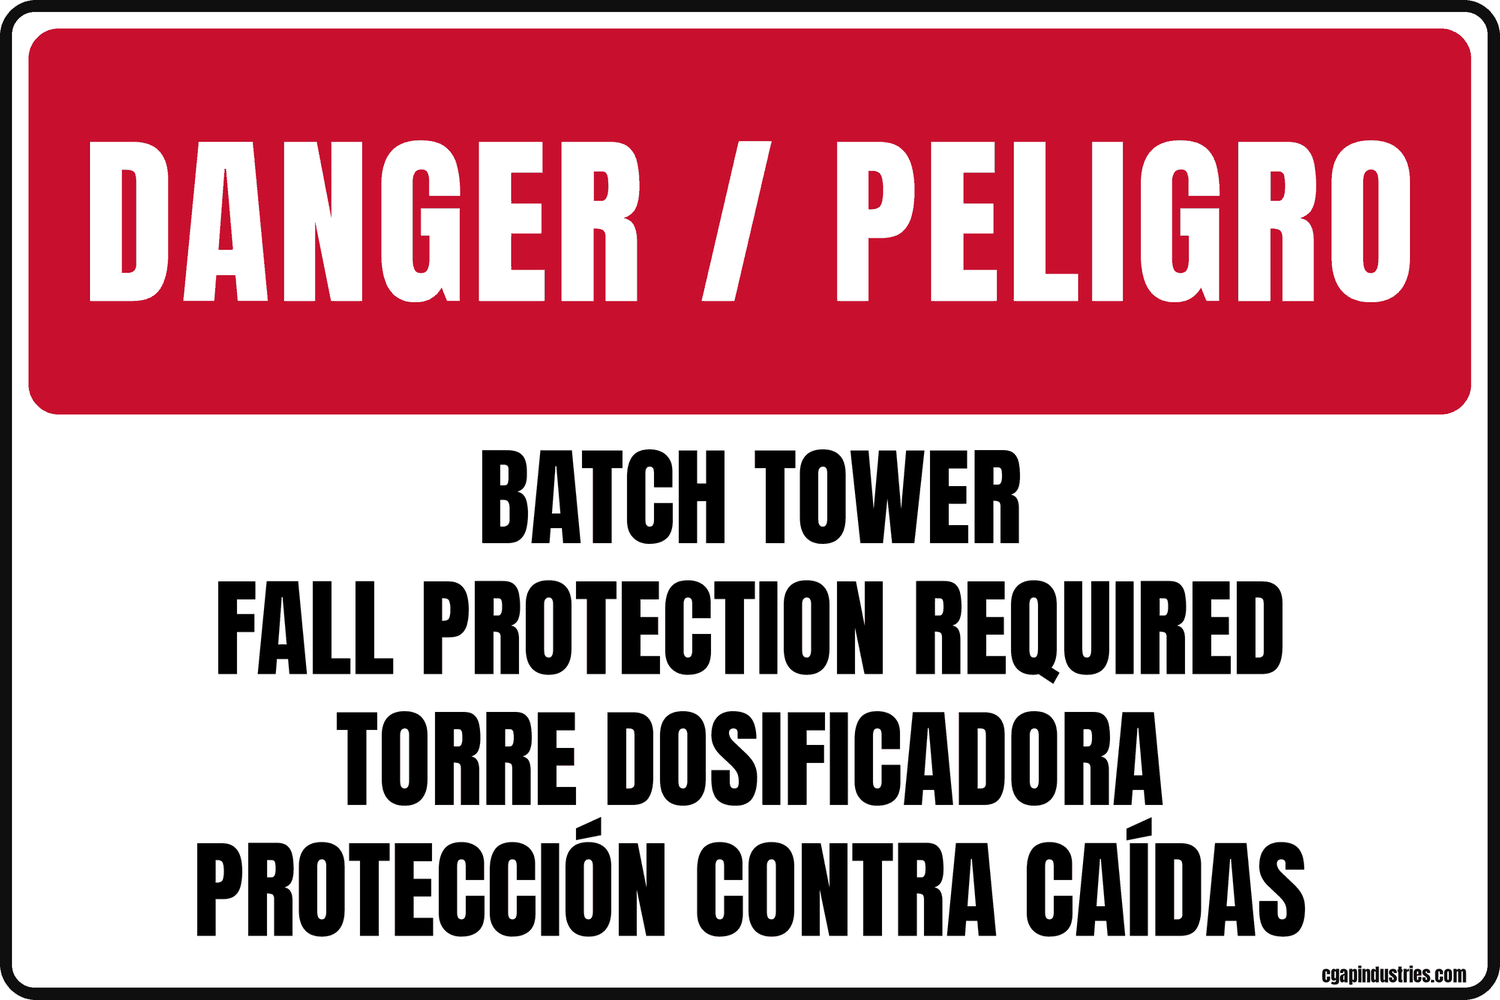 DANGER / PELIGRO
BATCH TOWER
FALL PROTECTION REQUIRED
TORRE DOSIFICADORA
PROTECCIÓN CONTRA CAÍDAS
cgapindustries.com